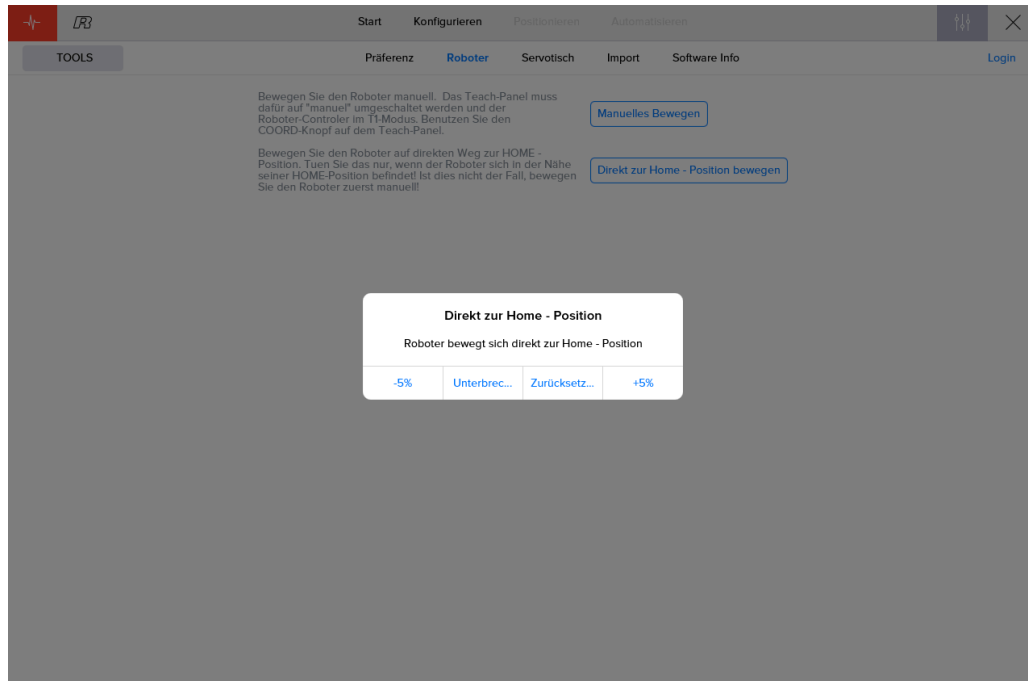 R
Start Konfigurieren Positionieren Automatisieren
TOOLS
Präferenz Roboter Servotisch Import Software Info
Login
Bewegen Sie den Roboter manuell. Das Teach-Panel muss
dafür auf "manuel" umgeschaltet werden und der
Roboter-Controler im T1-Modus. Benutzen Sie den
COORD-Knopf auf dem Teach-Panel.
Manuelles Bewegen
Bewegen Sie den Roboter auf direkten Weg zur HOME -
Position. Tuen Sie das nur, wenn der Roboter sich in der Nähe
seiner HOME-Position befindet! Ist dies nicht der Fall, bewegen
Sie den Roboter zuerst manuell!
Direkt zur Home - Position bewegen
Direkt zur Home - Position
Roboter bewegt sich direkt zur Home - Position
-5% Unterbrec... Zurücksetz... +5%